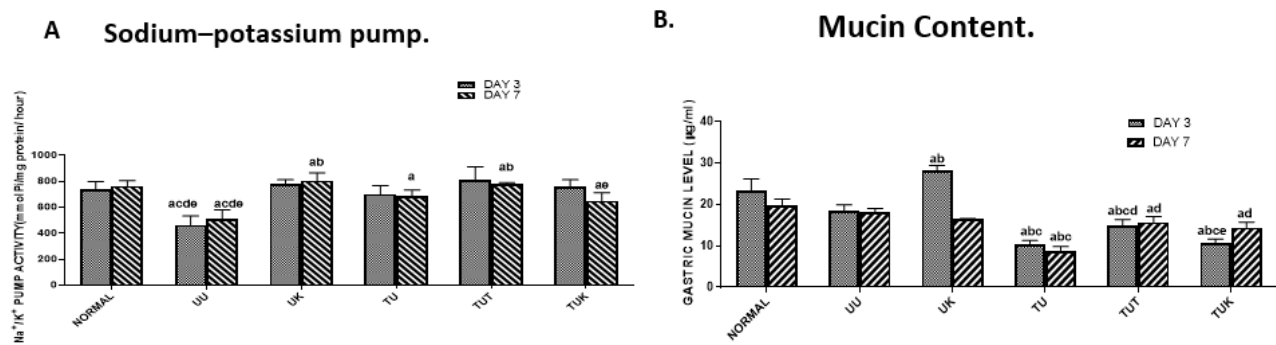 A Sodium–potassium pump.
DAY 3
DAY 7
Na⁺/K⁺ PUMP ACTIVITY(mmolPi/mg protein/ hour)
1000
800
600
400
200
0
acde acde ab a ab ae
NORMAL UU UK TU TUT TUK
B. Mucin Content.
DAY 3
DAY 7
GASTRIC MUCIN LEVEL (µg/ml)
40
30
20
10
0
ab abc abc abcd ad abce ad
NORMAL UU UK TU TUT TUK